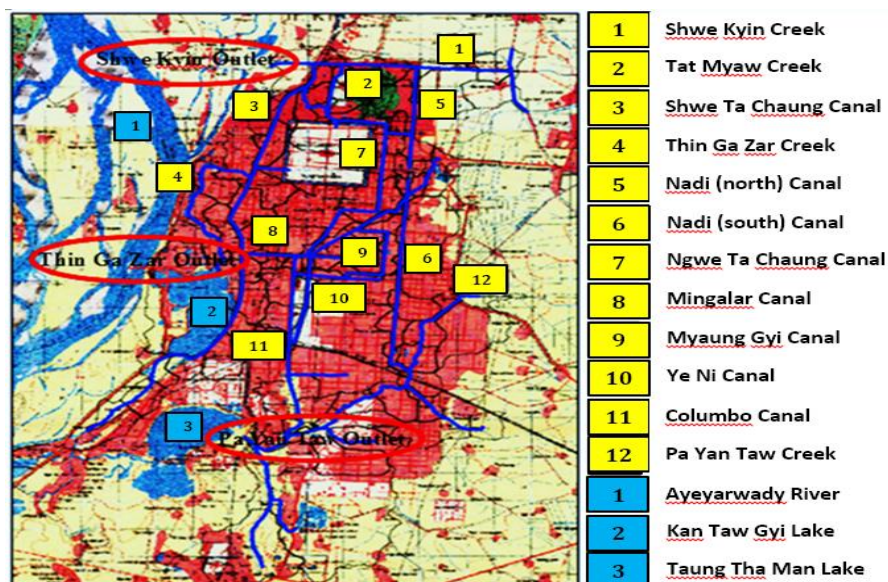 Shwe Kyin Outlet
1
2
3
5
1
7
4
8
Thin Ga Zar Outlet
9
6
12
10
2
11
3
Pa Yan Taw Outlet
1 Shwe Kyin Creek
2 Tat Myaw Creek
3 Shwe Ta Chaung Canal
4 Thin Ga Zar Creek
5 Nadi (north) Canal
6 Nadi (south) Canal
7 Ngwe Ta Chaung Canal
8 Mingalar Canal
9 Myaung Gyi Canal
10 Ye Ni Canal
11 Columbo Canal
12 Pa Yan Taw Creek
1 Ayeyarwady River
2 Kan Taw Gyi Lake
3 Taung Tha Man Lake